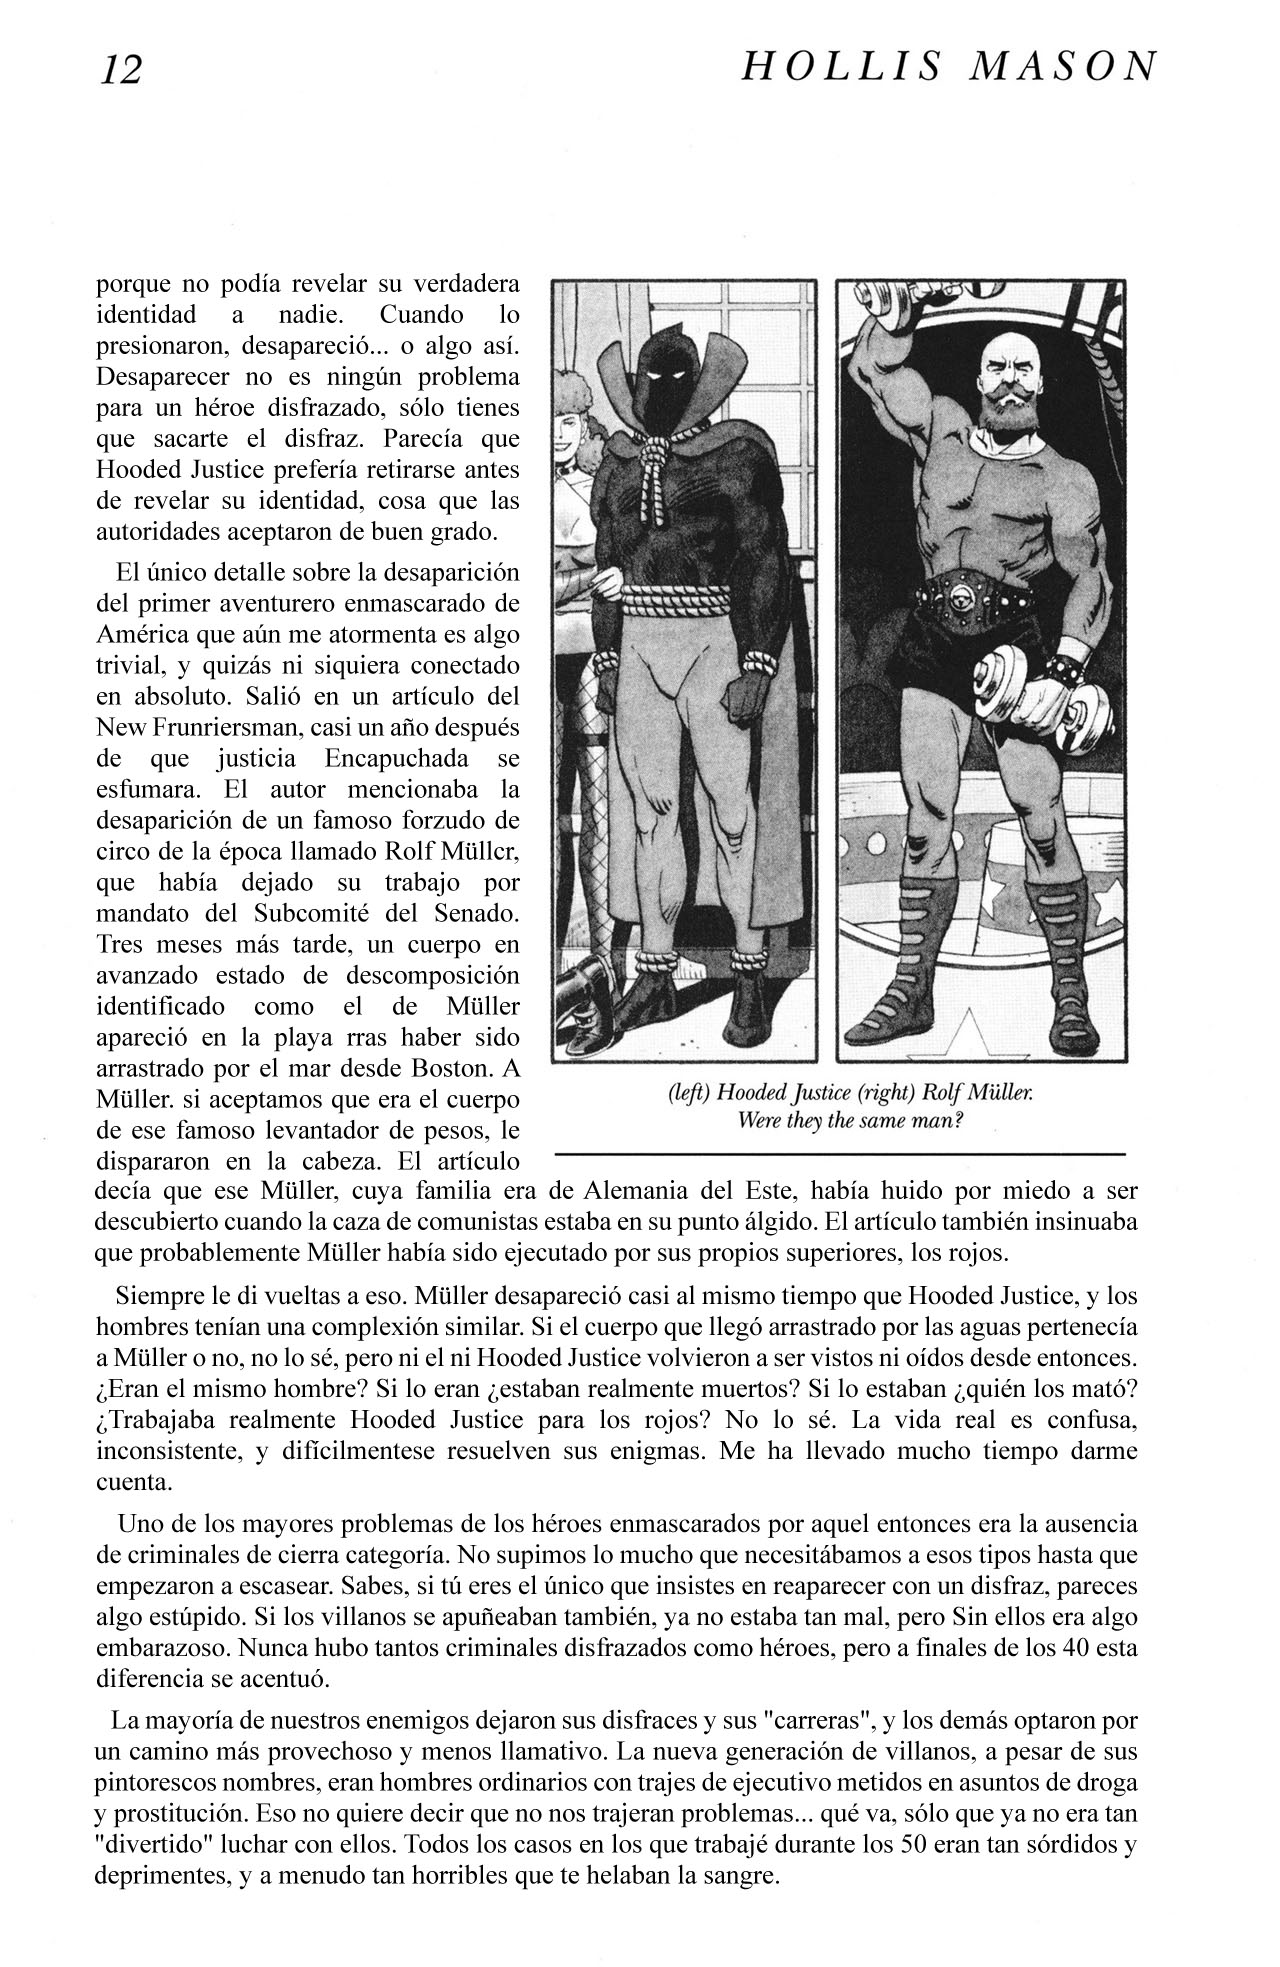 12
HOLLIS MASON
porque no podía revelar su verdadera
identidad a nadie. Cuando lo
presionaron, desapareció... o algo así.
Desaparecer no es ningún problema
para un héroe disfrazado, sólo tienes
que sacarte el disfraz. Parecía que
Hooded Justice prefería retirarse antes
de revelar su identidad, cosa que las
autoridades aceptaron de buen grado.
El único detalle sobre la desaparición
del primer aventurero enmascarado de
América que aún me atormenta es algo
trivial, y quizás ni siquiera conectado
en absoluto. Salió en un artículo del
New Frunriersman, casi un año después
de que justicia Encapuchada se
esfumara. El autor mencionaba la
desaparición de un famoso forzudo de
circo de la época llamado Rolf Müllcr,
que había dejado su trabajo por
mandato del Subcomité del Senado.
Tres meses más tarde, un cuerpo en
avanzado estado de descomposición
identificado como el de Müller
apareció en la playa rras haber sido
arrastrado por el mar desde Boston. A
Müller. si aceptamos que era el cuerpo
de ese famoso levantador de pesos, le
dispararon en la cabeza. El artículo
(left) Hooded Justice (right) Rolf Müller.
Were they the same man?
decía que ese Müller, cuya familia era de Alemania del Este, había huido por miedo a ser
descubierto cuando la caza de comunistas estaba en su punto álgido. El artículo también insinuaba
que probablemente Müller había sido ejecutado por sus propios superiores, los rojos.
Siempre le di vueltas a eso. Müller desapareció casi al mismo tiempo que Hooded Justice, y los
hombres tenían una complexión similar. Si el cuerpo que llegó arrastrado por las aguas pertenecía
a Müller o no, no lo sé, pero ni el ni Hooded Justice volvieron a ser vistos ni oídos desde entonces.
¿Eran el mismo hombre? Si lo eran ¿estaban realmente muertos? Si lo estaban ¿quién los mató?
¿Trabajaba realmente Hooded Justice para los rojos? No lo sé. La vida real es confusa,
inconsistente, y difícilmentese resuelven sus enigmas. Me ha llevado mucho tiempo darme
cuenta.
Uno de los mayores problemas de los héroes enmascarados por aquel entonces era la ausencia
de criminales de cierra categoría. No supimos lo mucho que necesitábamos a esos tipos hasta que
empezaron a escasear. Sabes, si tú eres el único que insistes en reaparecer con un disfraz, pareces
algo estúpido. Si los villanos se apuñeaban también, ya no estaba tan mal, pero Sin ellos era algo
embarazoso. Nunca hubo tantos criminales disfrazados como héroes, pero a finales de los 40 esta
diferencia se acentuó.
La mayoría de nuestros enemigos dejaron sus disfraces y sus "carreras", y los demás optaron por
un camino más provechoso y menos llamativo. La nueva generación de villanos, a pesar de sus
pintorescos nombres, eran hombres ordinarios con trajes de ejecutivo metidos en asuntos de droga
y prostitución. Eso no quiere decir que no nos trajeran problemas... qué va, sólo que ya no era tan
"divertido" luchar con ellos. Todos los casos en los que trabajé durante los 50 eran tan sórdidos y
deprimentes, y a menudo tan horribles que te helaban la sangre.